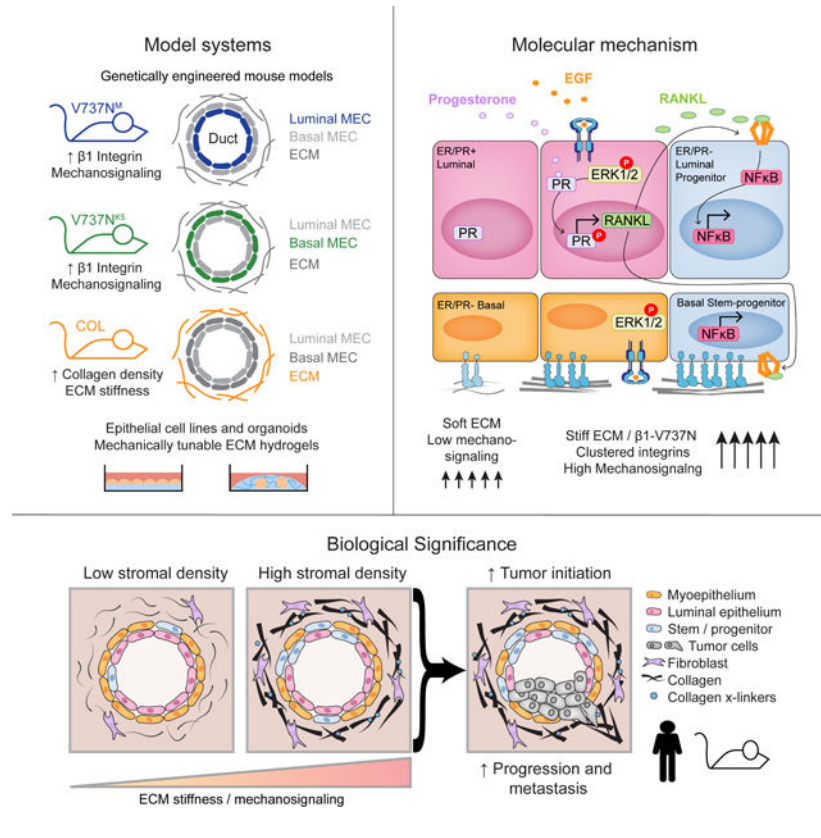 Model systems
Genetically engineered mouse models
V737Nᴹ
↑ β1 Integrin
Mechanosignaling
Duct
Luminal MEC
Basal MEC
ECM
V737Nᴷ⁵
↑ β1 Integrin
Mechanosignaling
Luminal MEC
Basal MEC
ECM
COL
↑ Collagen density
ECM stiffness
Luminal MEC
Basal MEC
ECM
Epithelial cell lines and organoids
Mechanically tunable ECM hydrogels
Molecular mechanism
EGF
Progesterone
RANKL
ER/PR+
Luminal
PR
PR
ERK1/2
P
RANKL
PR
P
ER/PR-
Luminal
Progenitor
NFκB
NFκB
ER/PR- Basal
P
ERK1/2
Basal Stem-progenitor
NFκB
Soft ECM
Low mechano-
signaling
Stiff ECM / β1-V737N
Clustered integrins
High Mechanosignalng
Biological Significance
Low stromal density
High stromal density
↑ Tumor initiation
Myoepithelium
Luminal epithelium
Stem / progenitor
Tumor cells
Fibroblast
Collagen
Collagen x-linkers
ECM stiffness / mechanosignaling
↑ Progression and
metastasis